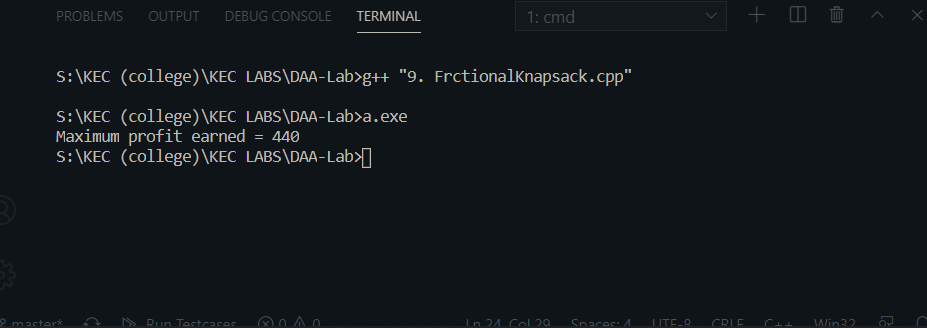 PROBLEMS OUTPUT DEBUG CONSOLE TERMINAL 1: cmd
S:\KEC (college)\KEC LABS\DAA-Lab>g++ "9. FrctionalKnapsack.cpp"
S:\KEC (college)\KEC LABS\DAA-Lab>a.exe
Maximum profit earned = 440
S:\KEC (college)\KEC LABS\DAA-Lab>
master* Run Testcases 0 0 Ln 24, Col 29 Spaces: 4 UTF-8 CRLF C++ Win32